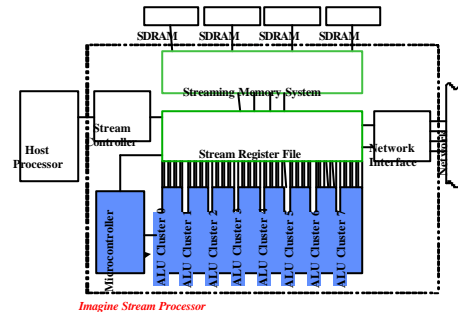 SDRAM SDRAM SDRAM SDRAM
Streaming Memory System
Host
Processor
Stream
Controller
Stream Register File
Network
Interface
Network
Microcontroller
ALU Cluster 0
ALU Cluster 1
ALU Cluster 2
ALU Cluster 3
ALU Cluster 4
ALU Cluster 5
ALU Cluster 6
ALU Cluster 7
Imagine Stream Processor